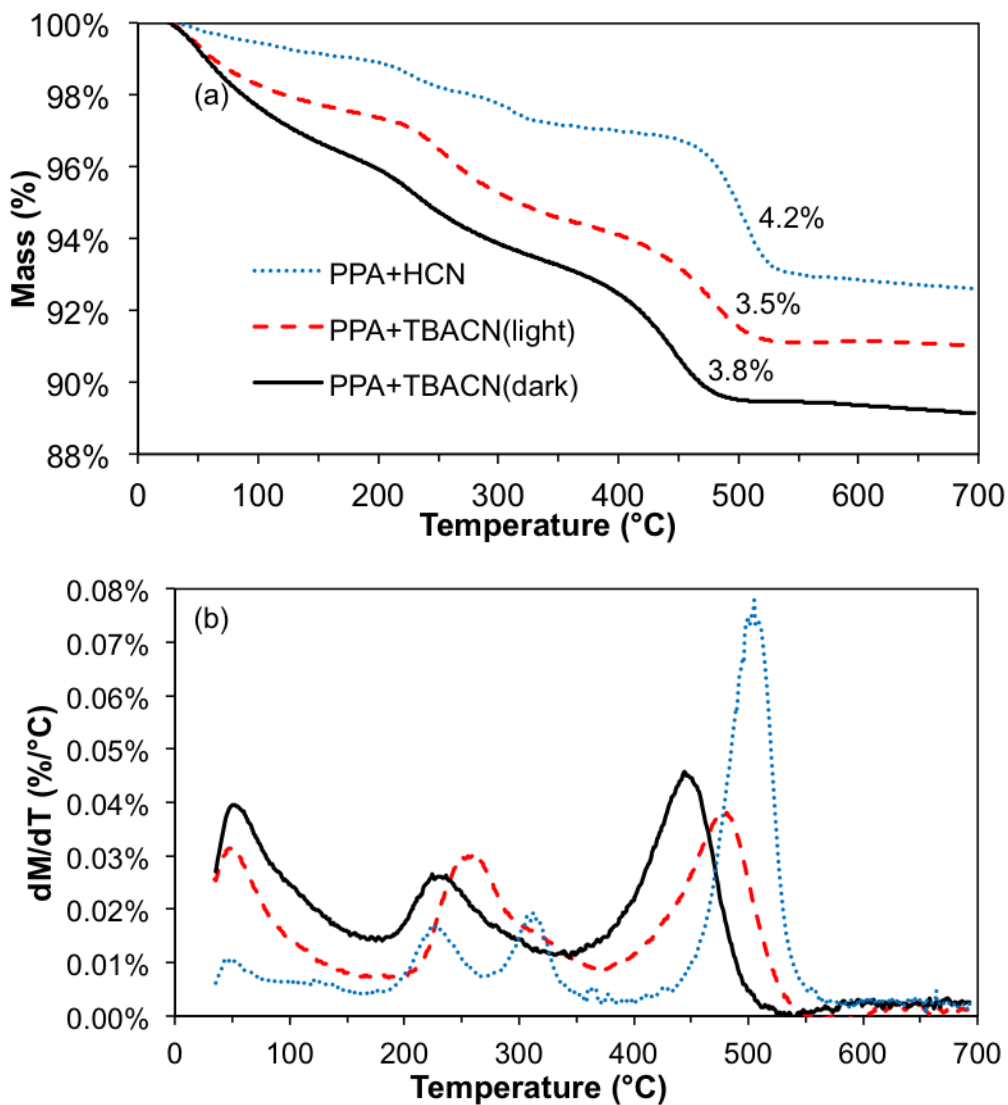 100%
98%
96%
94%
92%
90%
88%
Mass (%)
(a)
4.2%
3.5%
3.8%
PPA+HCN
PPA+TBACN(light)
PPA+TBACN(dark)
0 100 200 300 400 500 600 700
Temperature (°C)
0.08%
0.07%
0.06%
0.05%
0.04%
0.03%
0.02%
0.01%
0.00%
dM/dT (%/°C)
(b)
0 100 200 300 400 500 600 700
Temperature (°C)